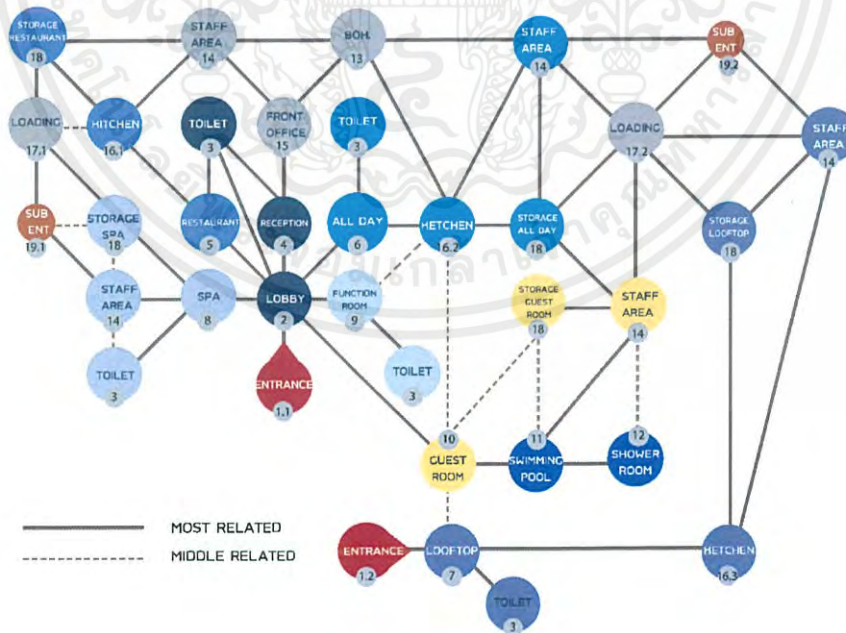 STORAGE
RESTAURANT
18
STAFF
AREA
14
BOH.
13
STAFF
AREA
14
SUB
ENT
19.2
LOADING
17.1
HITCHEN
16.1
TOILET
3
FRONT
OFFICE
15
TOILET
3
LOADING
17.2
STAFF
AREA
14
SUB
ENT
19.1
STORAGE
SPA
18
RESTAURANT
5
RECEPTION
4
ALL DAY
6
HETCHEN
16.2
STORAGE
ALL DAY
18
STORAGE
LOFTOP
18
STAFF
AREA
14
SPA
8
LOBBY
2
FUNCTION
ROOM
9
STORAGE
GUEST
ROOM
18
STAFF
AREA
14
TOILET
3
ENTRANCE
1.1
TOILET
3
10
GUEST
ROOM
11
SWIMMING
POOL
12
SHOWER
ROOM
MOST RELATED
MIDDLE RELATED
ENTRANCE
1.2
LOOFTOP
7
HETCHEN
16.3
TOILET
3